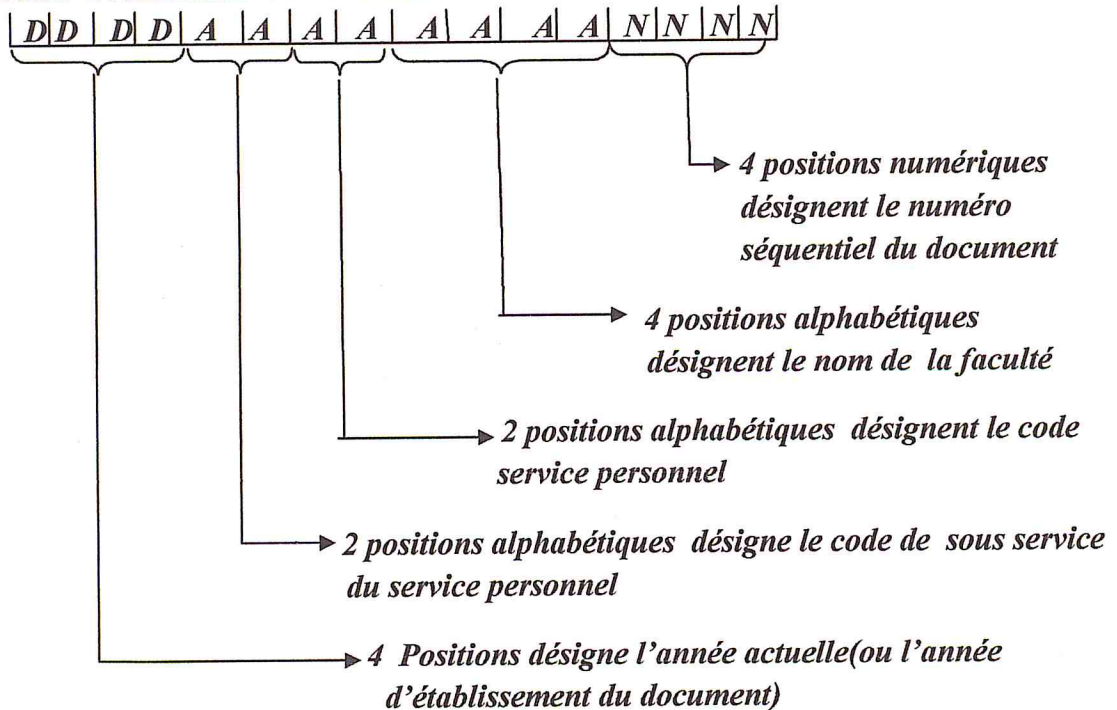 D D D D A A A A A A A A N N N N
4 positions numériques
désignent le numéro
séquentiel du document
4 positions alphabétiques
désignent le nom de la faculté
2 positions alphabétiques désignent le code
service personnel
2 positions alphabétiques désigne le code de sous service
du service personnel
4 Positions désigne l'année actuelle(ou l'année
d'établissement du document)